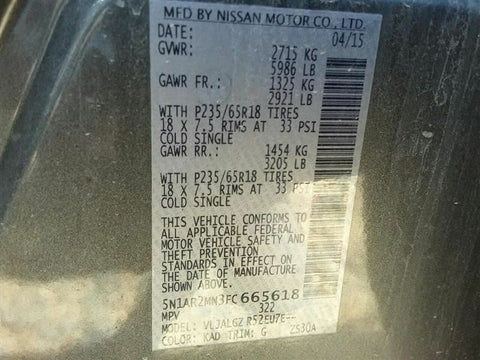 MFD BY NISSAN MOTOR CO., LTD.
DATE: 04/15
GVWR: 2715 KG
5986 LB
GAWR FR.: 1325 KG
2921 LB
WITH P235/65R18 TIRES
18 X 7.5 RIMS AT 33 PSI
COLD SINGLE
GAWR RR.: 1454 KG
3205 LB
WITH P235/65R18 TIRES
18 X 7.5 RIMS AT 33 PSI
COLD SINGLE
THIS VEHICLE CONFORMS TO
ALL APPLICABLE FEDERAL
MOTOR VEHICLE SAFETY AND
THEFT PREVENTION
STANDARDS IN EFFECT ON
THE DATE OF MANUFACTURE
SHOWN ABOVE.
5N1AR2MN3FC665618
MPV 322
MODEL: VLJALGZ R52EU7E--
COLOR: KAD TRIM: G ZS30A